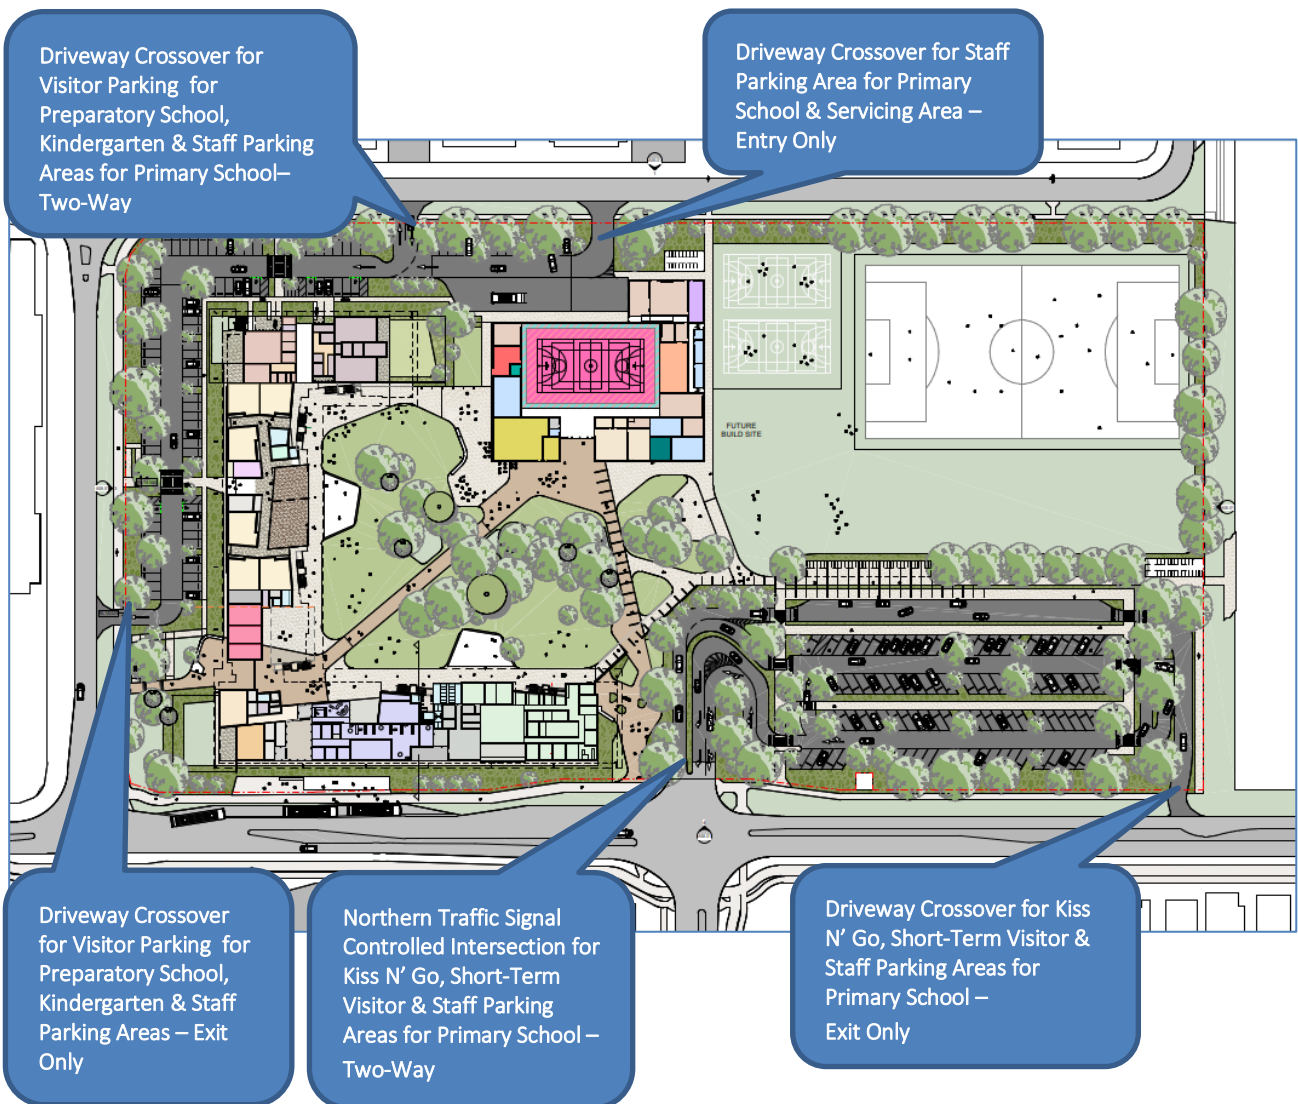 Driveway Crossover for
Visitor Parking for
Preparatory School,
Kindergarten & Staff Parking
Areas for Primary School–
Two-Way
Driveway Crossover for Staff
Parking Area for Primary
School & Servicing Area –
Entry Only
FUTURE
BUILD SITE
Driveway Crossover
for Visitor Parking for
Preparatory School,
Kindergarten & Staff
Parking Areas – Exit
Only
Northern Traffic Signal
Controlled Intersection for
Kiss N’ Go, Short-Term
Visitor & Staff Parking
Areas for Primary School –
Two-Way
Driveway Crossover for Kiss
N’ Go, Short-Term Visitor &
Staff Parking Areas for
Primary School –
Exit Only